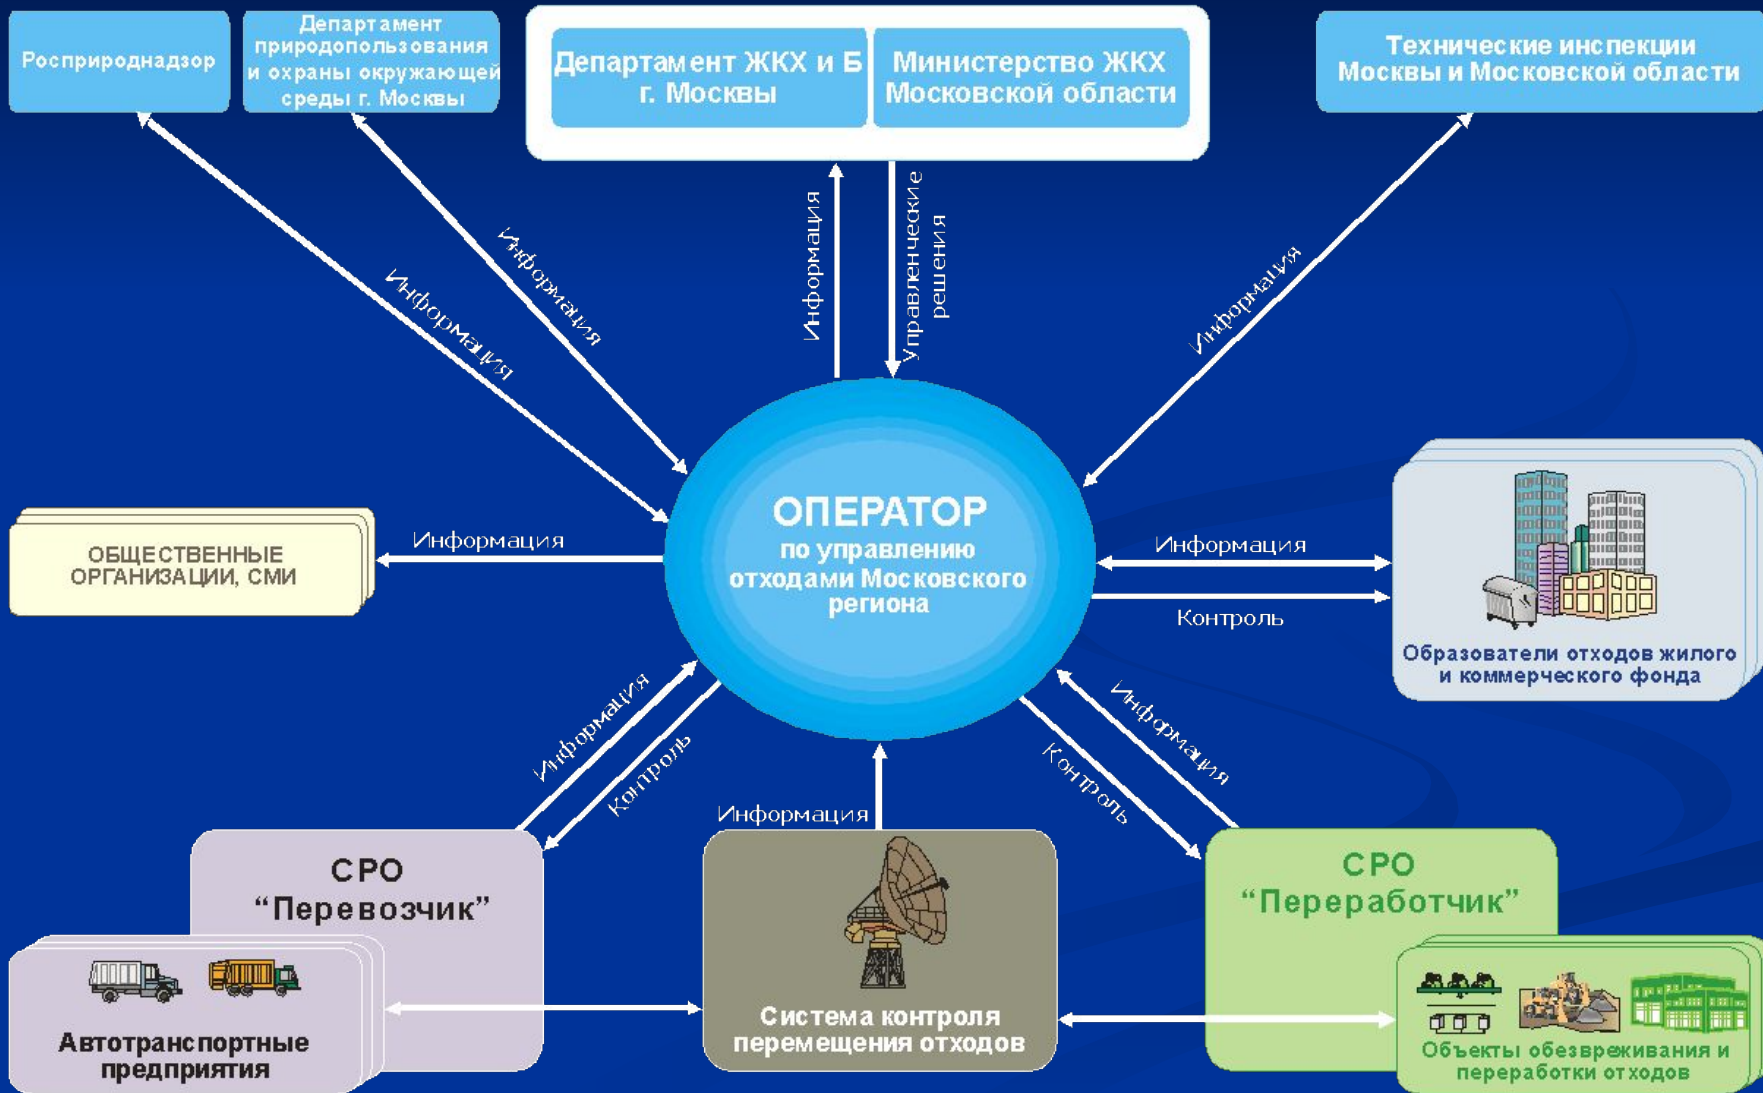 Росприроднадзор
Департамент
природопользования
и охраны окружающей
среды г. Москвы
Департамент ЖКХ и Б
г. Москвы
Министерство ЖКХ
Московской области
Технические инспекции
Москвы и Московской области
Информация
Информация
Информация
Управленческие
решения
Информация
ОПЕРАТОР
по управлению
отходами Московского
региона
ОБЩЕСТВЕННЫЕ
ОРГАНИЗАЦИИ, СМИ
Информация
Информация
Контроль
Образователи отходов жилого
и коммерческого фонда
Информация
Контроль
Информация
Контроль
Информация
СРО
“Перевозчик”
Автотранспортные
предприятия
Система контроля
перемещения отходов
СРО
“Переработчик”
Объекты обезвреживания и
переработки отходов